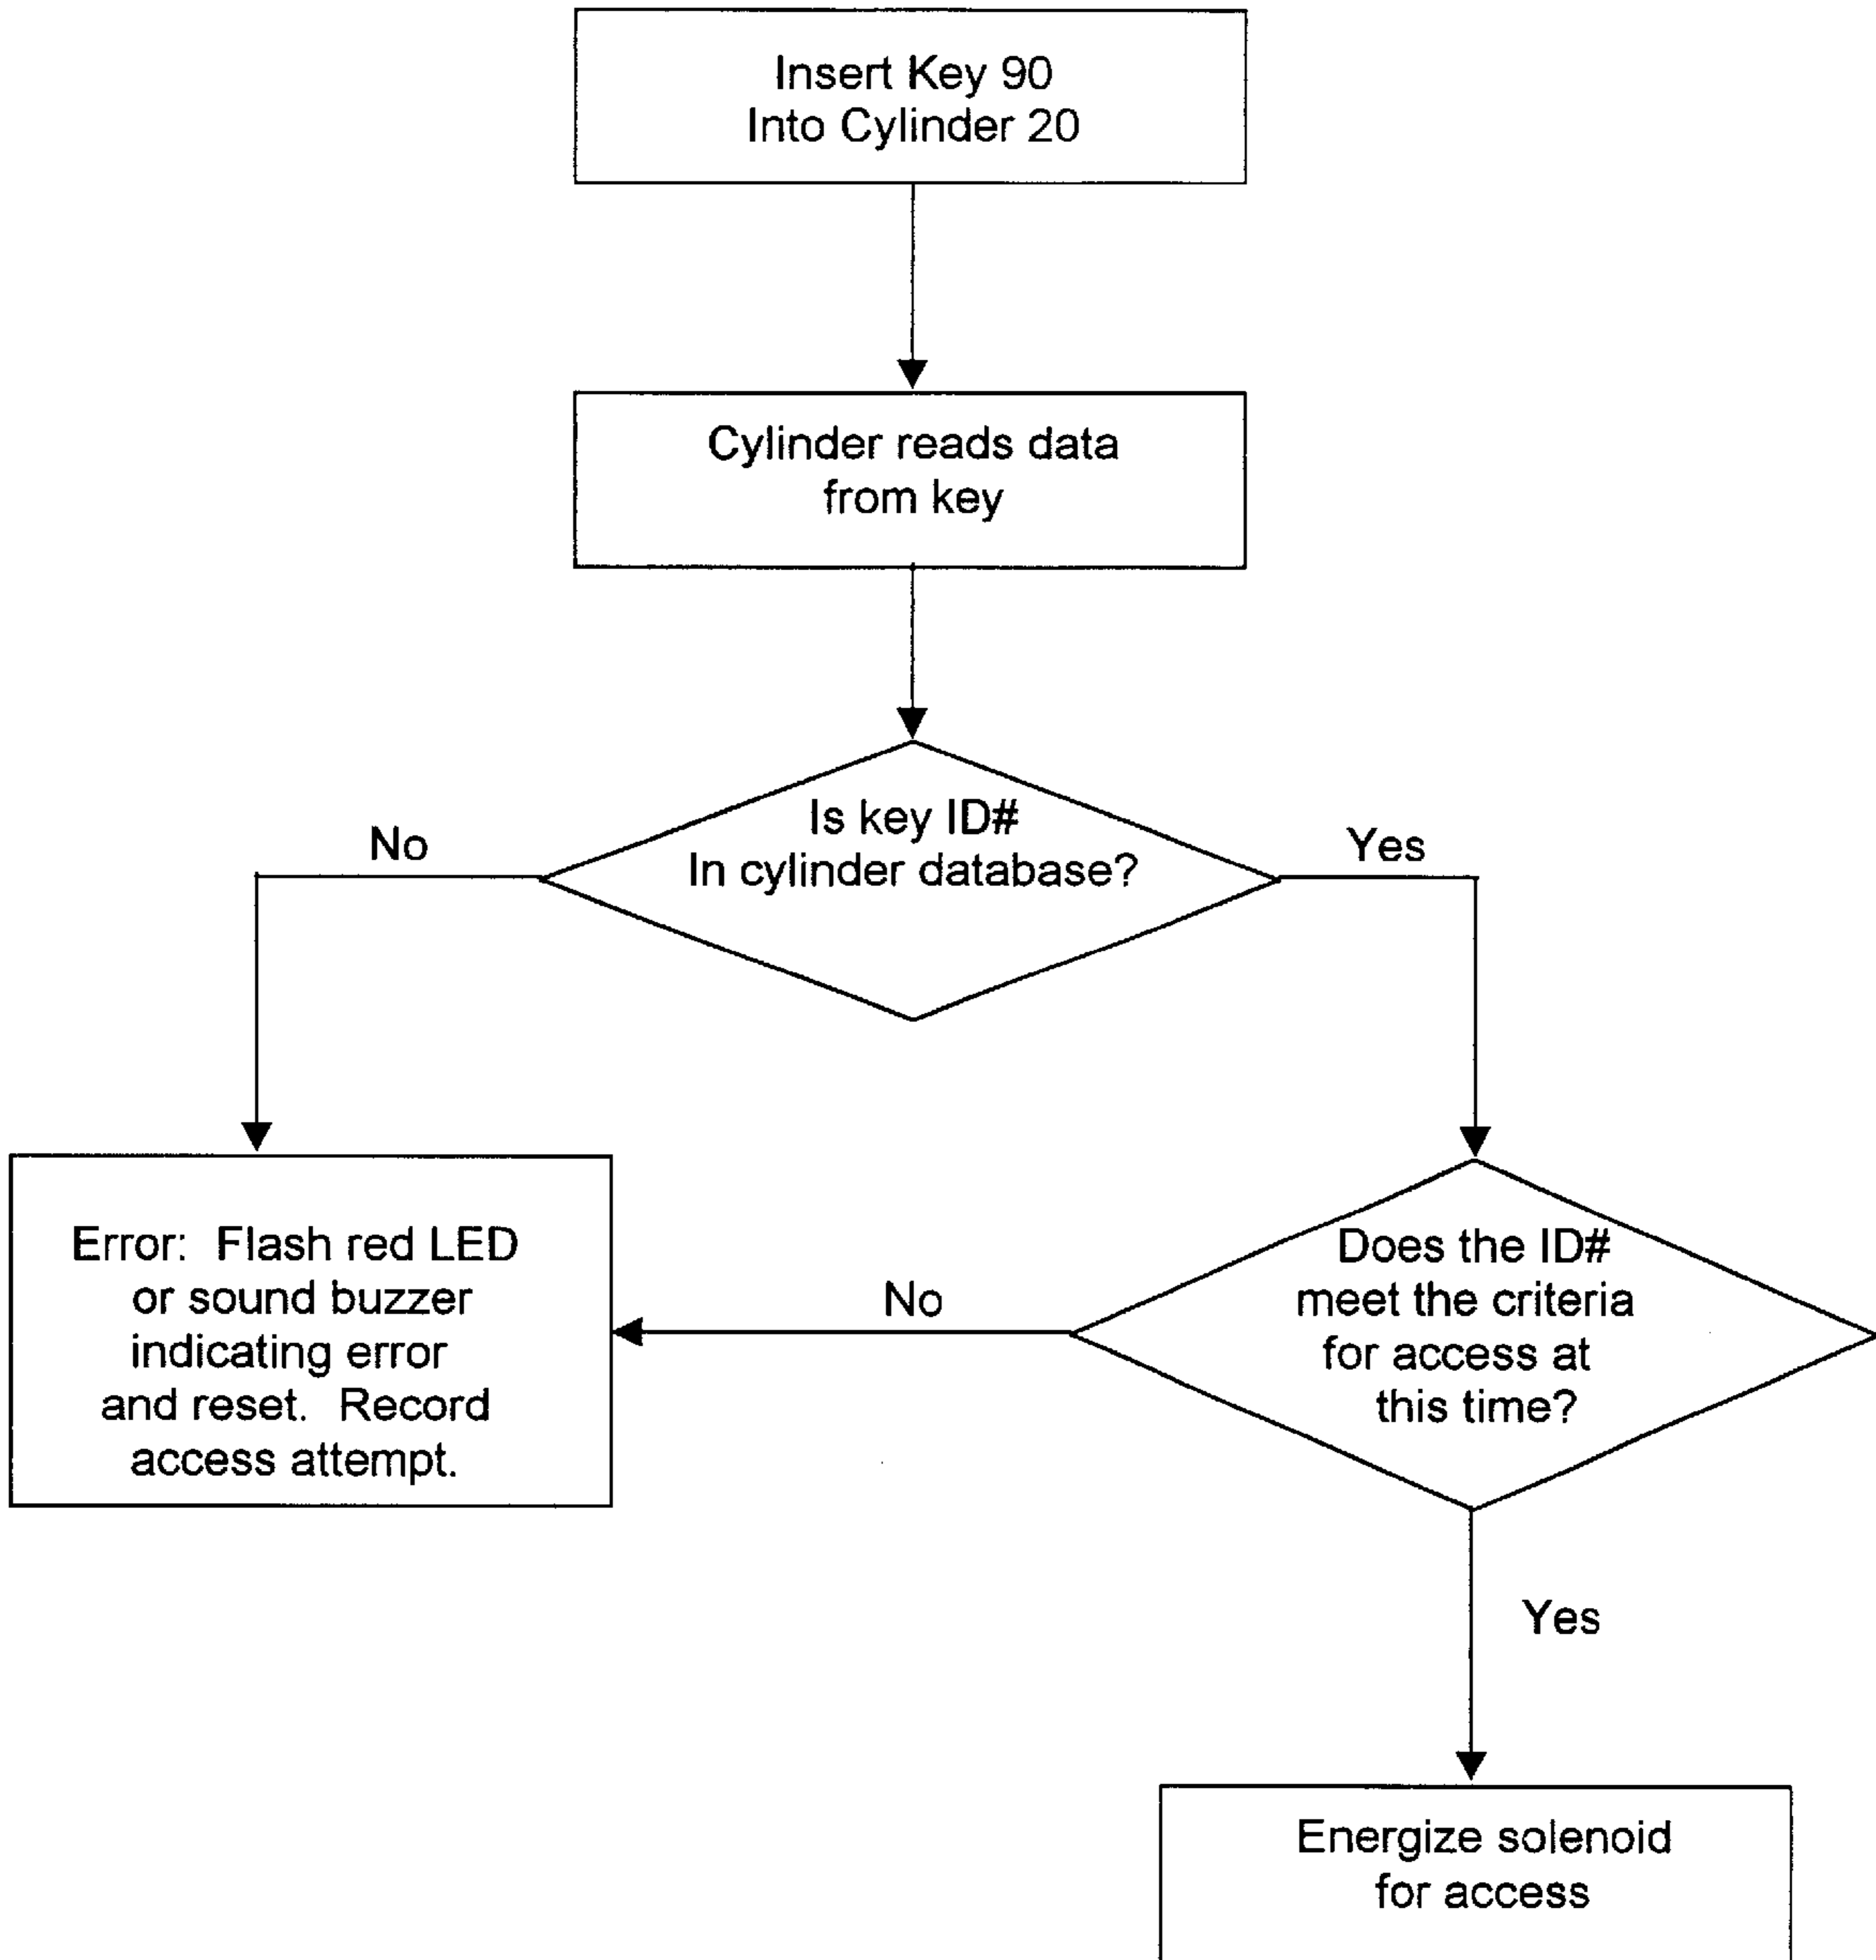 Insert Key 90
Into Cylinder 20
Cylinder reads data
from key
Is key ID#
In cylinder database?
No
Yes
Error: Flash red LED
or sound buzzer
indicating error
and reset. Record
access attempt.
No
Does the ID#
meet the criteria
for access at
this time?
Yes
Energize solenoid
for access